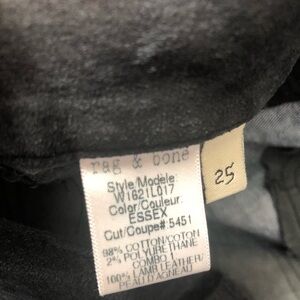 rag & bone
Style/Modele:
W1621L017
Color/Couleur:
ESSEX
Cut/Coupe# 5451
98% COTTON/COTON
2% POLYURETHANE
COMBO
100% LAMB LEATHER/
PEAU D'AGNEAU
25